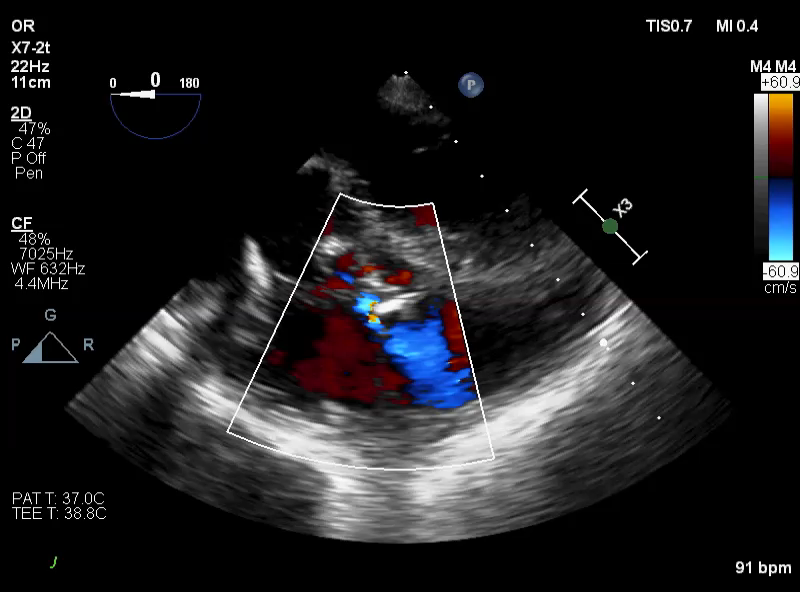 OR
X7-2t
22Hz
11cm
0 0 180
2D
47%
C 47
P Off
Pen
CF
48%
7025Hz
WF 632Hz
4.4MHz
G
P R
PAT T: 37.0C
TEE T: 38.8C
TIS0.7 MI 0.4
M4 M4
+60.9
-60.9
cm/s
P
X3
91 bpm